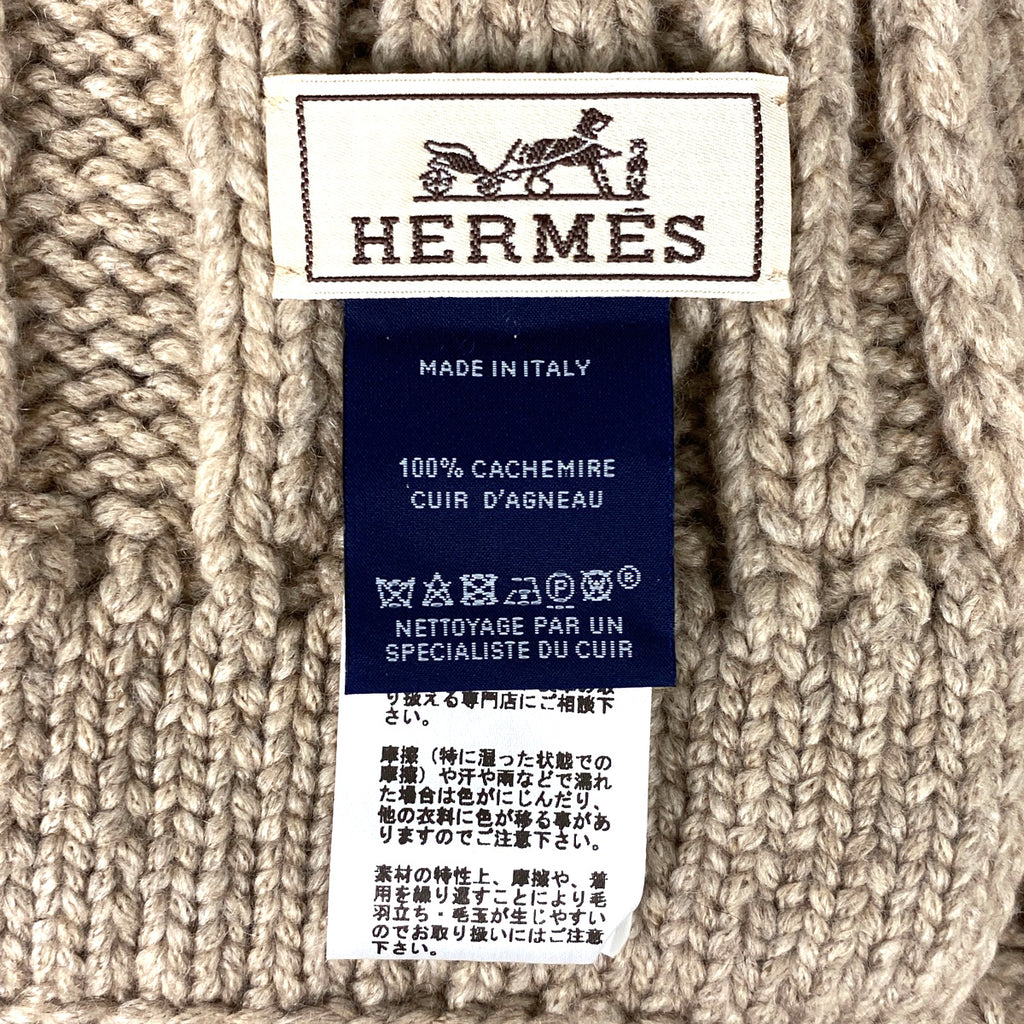 HERMÈS
MADE IN ITALY
100% CACHEMIRE
CUIR D'AGNEAU
P
W®
NETTOYAGE PAR UN
SPECIALISTE DU CUIR
り扱える専門店にご相談下
さい。
摩擦（特に湿った状態での
摩擦）や汗や雨などで濡れ
た場合は色がにじんだり、
他の衣料に色が移る事があ
りますのでご注意下さい。
素材の特性上、摩擦や、着
用を繰り返すことにより毛
羽立ち・毛玉が生じやすい
のでお取り扱いにはご注意
下さい。